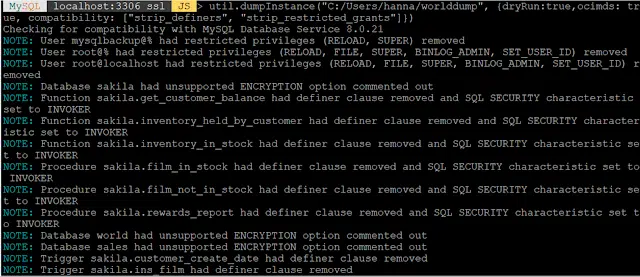 MySQL localhost:3306 ssl JS > util.dumpInstance("C:/Users/hanna/worlddump", {dryRun:true,ocimds: tr
ue, compatibility: ["strip_definers", "strip_restricted_grants"]})
Checking for compatibility with MySQL Database Service 8.0.21
NOTE: User mysqlbackup@% had restricted privileges (RELOAD, SUPER) removed
NOTE: User root@% had restricted privileges (RELOAD, FILE, SUPER, BINLOG_ADMIN, SET_USER_ID) removed
NOTE: User root@localhost had restricted privileges (RELOAD, FILE, SUPER, BINLOG_ADMIN, SET_USER_ID) r
emoved
NOTE: Database sakila had unsupported ENCRYPTION option commented out
NOTE: Function sakila.get_customer_balance had definer clause removed and SQL SECURITY characteristic
set to INVOKER
NOTE: Function sakila.inventory_held_by_customer had definer clause removed and SQL SECURITY character
istic set to INVOKER
NOTE: Function sakila.inventory_in_stock had definer clause removed and SQL SECURITY characteristic se
t to INVOKER
NOTE: Procedure sakila.film_in_stock had definer clause removed and SQL SECURITY characteristic set to
INVOKER
NOTE: Procedure sakila.film_not_in_stock had definer clause removed and SQL SECURITY characteristic se
t to INVOKER
NOTE: Procedure sakila.rewards_report had definer clause removed and SQL SECURITY characteristic set t
o INVOKER
NOTE: Database world had unsupported ENCRYPTION option commented out
NOTE: Database sales had unsupported ENCRYPTION option commented out
NOTE: Trigger sakila.customer_create_date had definer clause removed
NOTE: Trigger sakila.ins_film had definer clause removed